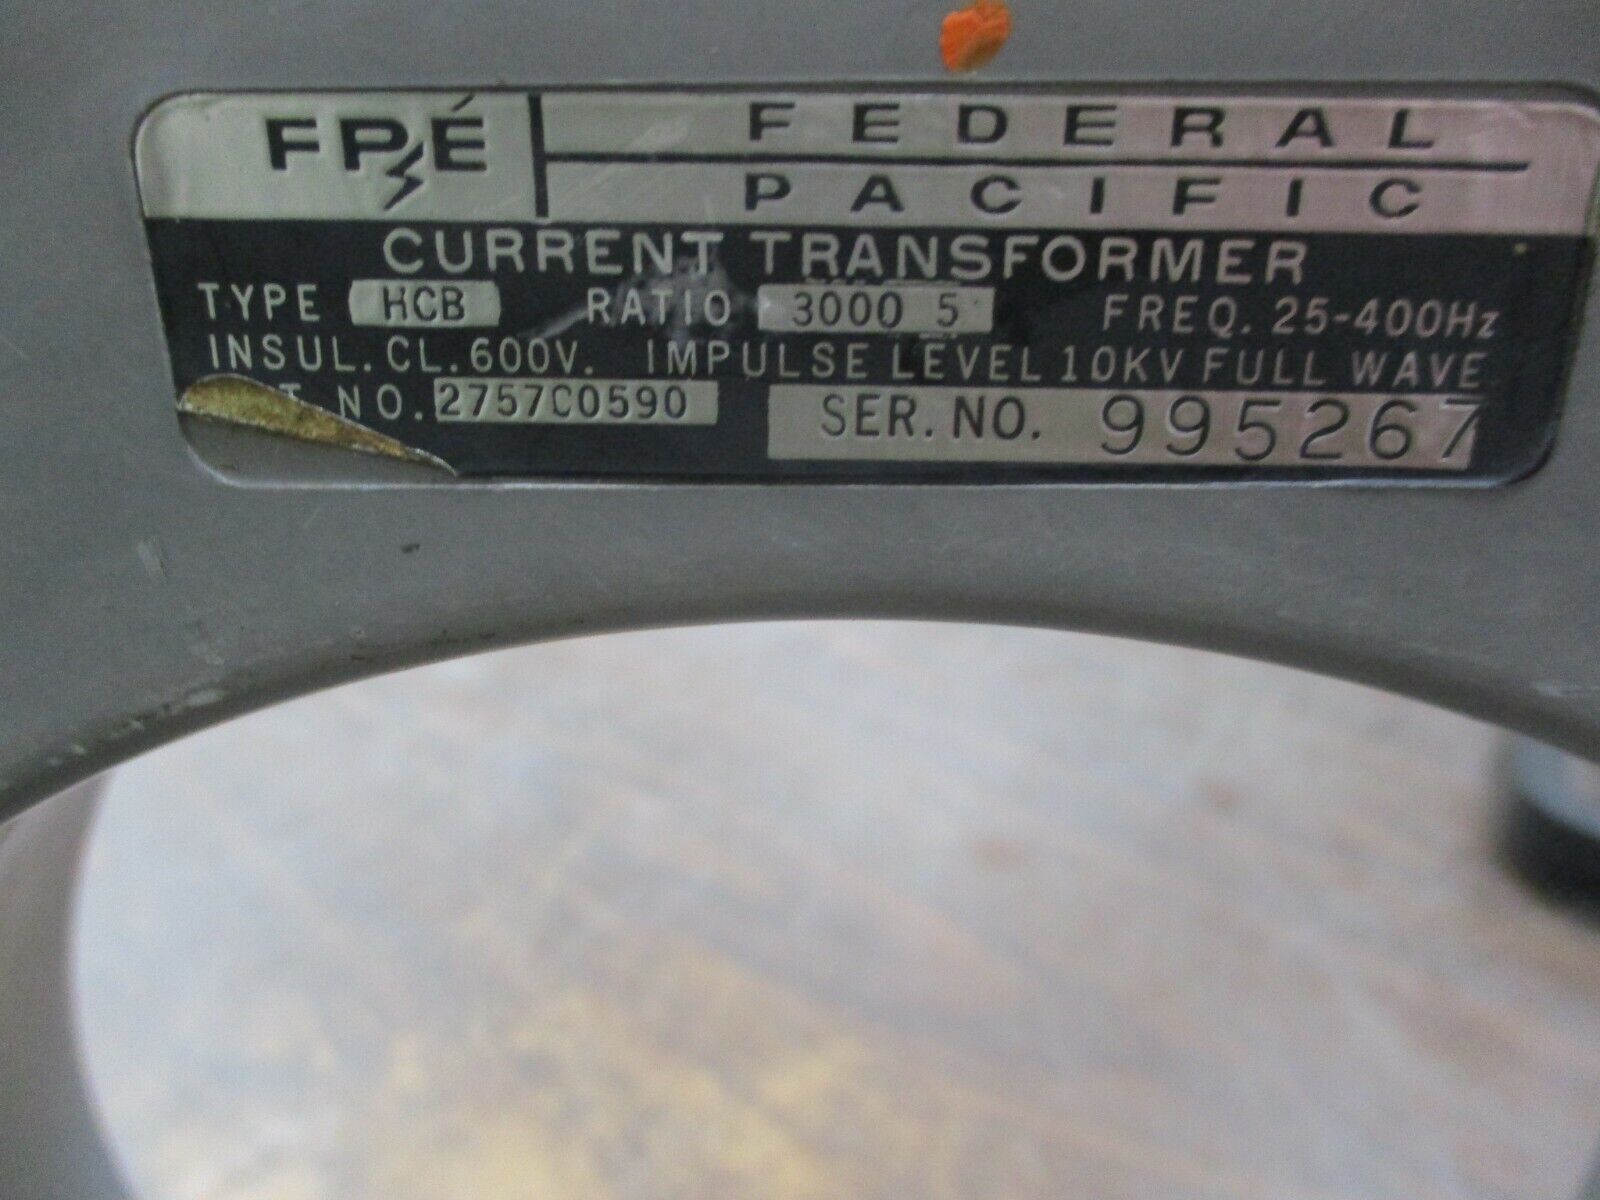 FPÉ
FEDERAL
PACIFIC
CURRENT TRANSFORMER
TYPE HCB RATIO 3000 5 FREQ. 25-400Hz
INSUL. CL. 600V. IMPULSE LEVEL 10KV FULL WAVE
NO. 2757C0590 SER. NO. 995267